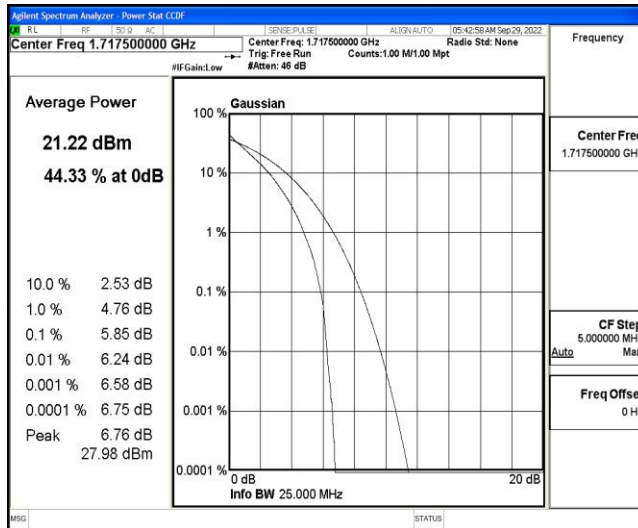 Agilent Spectrum Analyzer - Power Stat CCDF
RL RF 50 Ω AC SENSE:PULSE ALIGN AUTO 05:42:58 AM Sep 29, 2022
Center Freq 1.717500000 GHz
Center Freq: 1.717500000 GHz Radio Std: None
Trig: Free Run Counts:1.00 M/1.00 Mpt
#IFGain:Low #Atten: 46 dB
Frequency
Average Power
21.22 dBm
44.33 % at 0dB
10.0 % 2.53 dB
1.0 % 4.76 dB
0.1 % 5.85 dB
0.01 % 6.24 dB
0.001 % 6.58 dB
0.0001 % 6.75 dB
Peak 6.76 dB
27.98 dBm
Gaussian
100 %
10 %
1 %
0.1 %
0.01 %
0.001 %
0.0001 %
0 dB 20 dB
Info BW 25.000 MHz
Center Fre
1.717500000 GH
CF Step
5.000000 MH
Auto Ma
Freq Offse
0 H
MSG STATUS